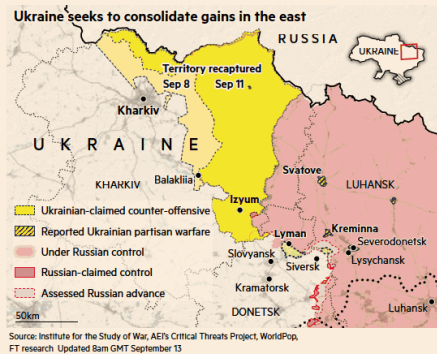 Ukraine seeks to consolidate gains in the east
RUSSIA
UKRAINE
Territory recaptured
Sep 8
Sep 11
Kharkiv
UKRAINE
KHARKIV
Balakliia
Svatove
LUHANSK
Izyum
Ukrainian-claimed counter-offensive
Reported Ukrainian partisan warfare
Under Russian control
Russian-claimed control
Assessed Russian advance
Lyman
Kreminna
Severodonetsk
Slovyansk
Siversk
Lysychansk
Kramatorsk
DONETSK
Luhansk
50km
Source: Institute for the Study of War, AEI's Critical Threats Project, WorldPop,
FT research Updated 8am GMT September 13